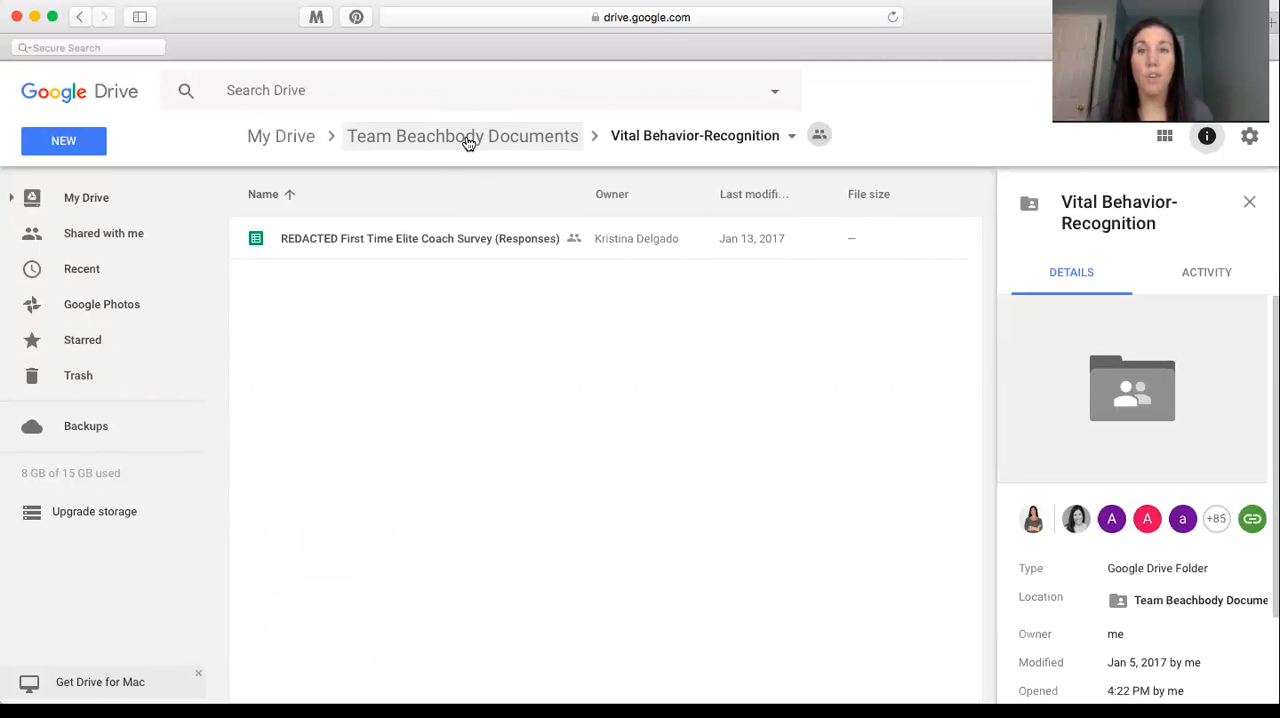 drive.google.com
Secure Search
Google Drive
Search Drive
NEW
My Drive > Team Beachbody Documents > Vital Behavior-Recognition
My Drive
Shared with me
Recent
Google Photos
Starred
Trash
Backups
8 GB of 15 GB used
Upgrade storage
Get Drive for Mac
Name Owner Last modifi... File size
REDACTED First Time Elite Coach Survey (Responses) Kristina Delgado Jan 13, 2017 —
Vital Behavior-
Recognition
DETAILS ACTIVITY
A A a +85
Type Google Drive Folder
Location Team Beachbody Docume
Owner me
Modified Jan 5, 2017 by me
Opened 4:22 PM by me